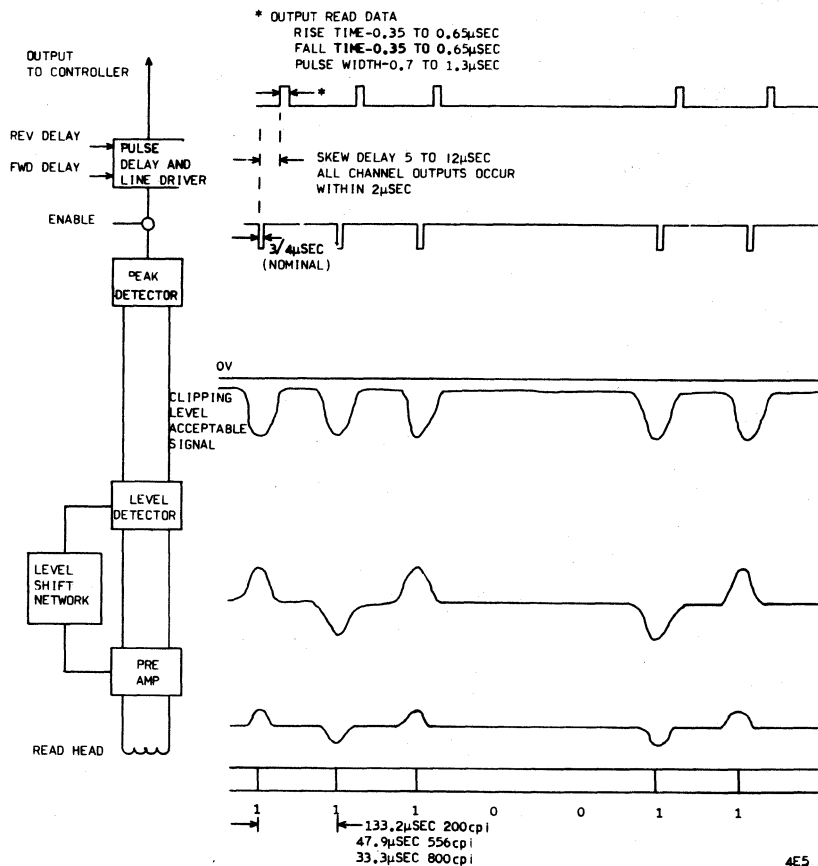 * OUTPUT READ DATA
RISE TIME-0.35 TO 0.65µSEC
FALL TIME-0.35 TO 0.65µSEC
PULSE WIDTH-0.7 TO 1.3µSEC
OUTPUT
TO CONTROLLER
*
REV DELAY
FWD DELAY
PULSE
DELAY AND
LINE DRIVER
SKEW DELAY 5 TO 12µSEC
ALL CHANNEL OUTPUTS OCCUR
WITHIN 2µSEC
ENABLE
3/4µSEC
(NOMINAL)
PEAK
DETECTOR
0V
CLIPPING
LEVEL
ACCEPTABLE
SIGNAL
LEVEL
DETECTOR
LEVEL
SHIFT
NETWORK
PRE
AMP
READ HEAD
1 1 1 0 0 1 1
133.2µSEC 200cpi
47.9µSEC 556cpi
33.3µSEC 800cpi
4E5